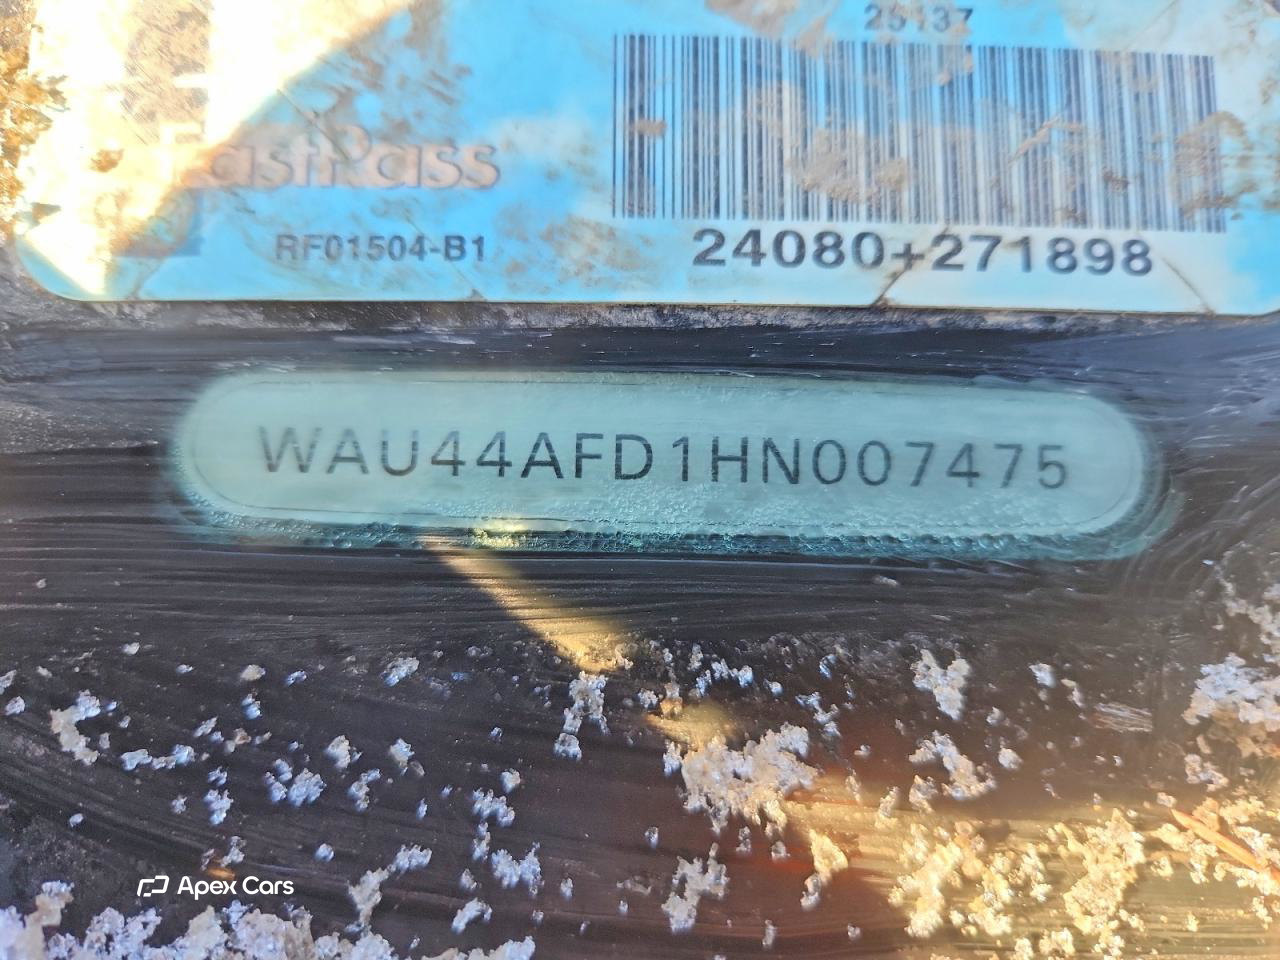 25137
FastPass
RF01504-B1
24080+271898
WAU44AFD1HN007475
Apex Cars